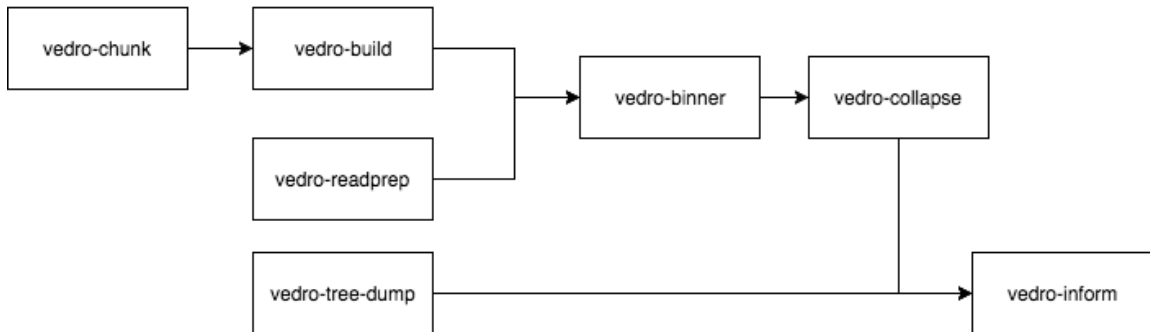 vedro-chunk
vedro-build
vedro-binner
vedro-collapse
vedro-readprep
vedro-tree-dump
vedro-inform